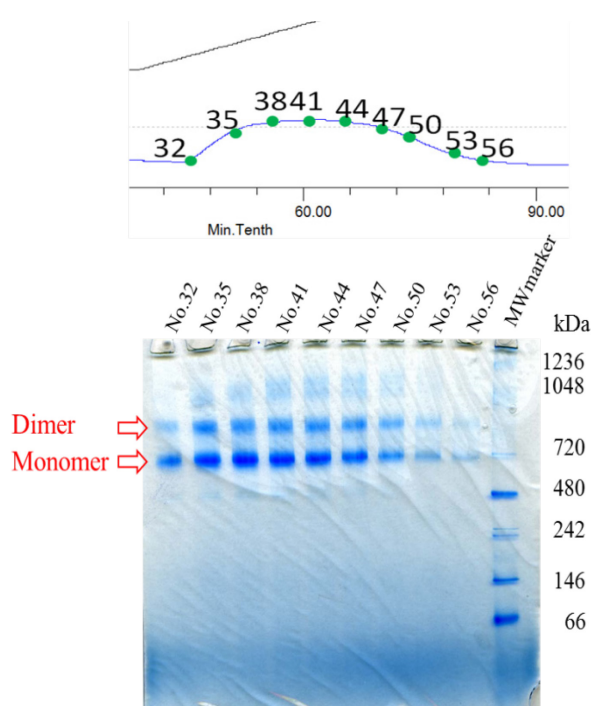 32 35 38 41 44 47 50 53 56
60.00 90.00
Min.Tenth
No.32 No.35 No.38 No.41 No.44 No.47 No.50 No.53 No.56 MWmarker
kDa
1236
1048
Dimer
Monomer
720
480
242
146
66